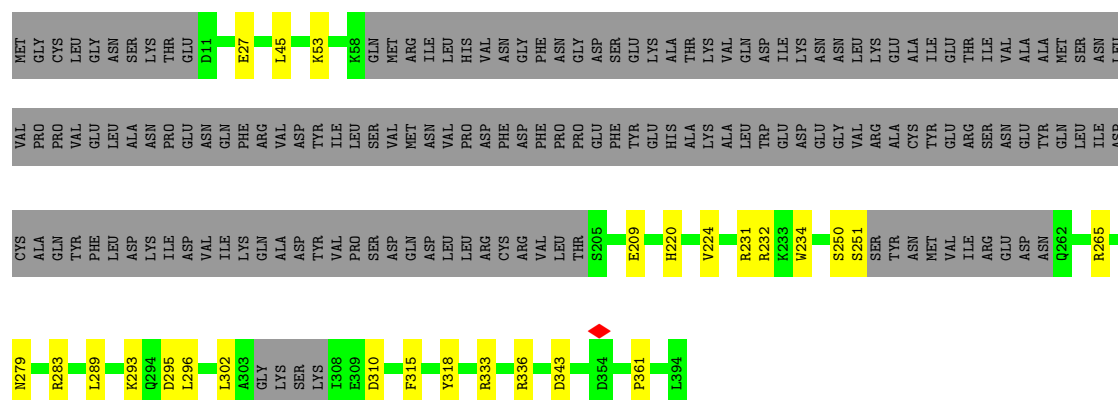 MET GLY CYS LEU GLY ASN SER LYS THR GLU D11 E27 L45 K53 K58 GLN MET ARG ILE LEU HIS VAL ASN GLY PHE ASN GLY ASP SER GLU LYS ALA THR LYS VAL GLN ASP ILE LYS ASN ASN LEU LYS GLU ALA ILE GLU THR ILE VAL ALA ALA MET SER ASN
VAL PRO PRO VAL GLU LEU ALA ASN PRO GLU ASN GLN PHE ARG VAL ASP TYR ILE LEU SER VAL MET ASN VAL PRO ASP PHE ASP PHE PRO PRO GLU PHE TYR GLU HIS ALA LYS ALA LEU TRP GLU ASP GLU GLY VAL ARG ALA CYS TYR GLU ARG SER ASN GLU TYR GLN LEU ILE
CYS ALA GLN TYR PHE LEU ASP LYS ILE ASP VAL ILE LYS GLN ALA ASP TYR VAL PRO SER ASP GLN ASP LEU LEU ARG CYS ARG VAL LEU THR S205 E209 H220 V224 R231 R232 K233 W234 S250 S251 SER TYR ASN MET VAL ILE ARG GLU ASP ASN Q262 R265
N279 R283 L289 K293 Q294 D295 L296 L302 A303 GLY LYS SER LYS I308 E309 D310 F315 Y318 R333 R336 D343 D354 P361 L394